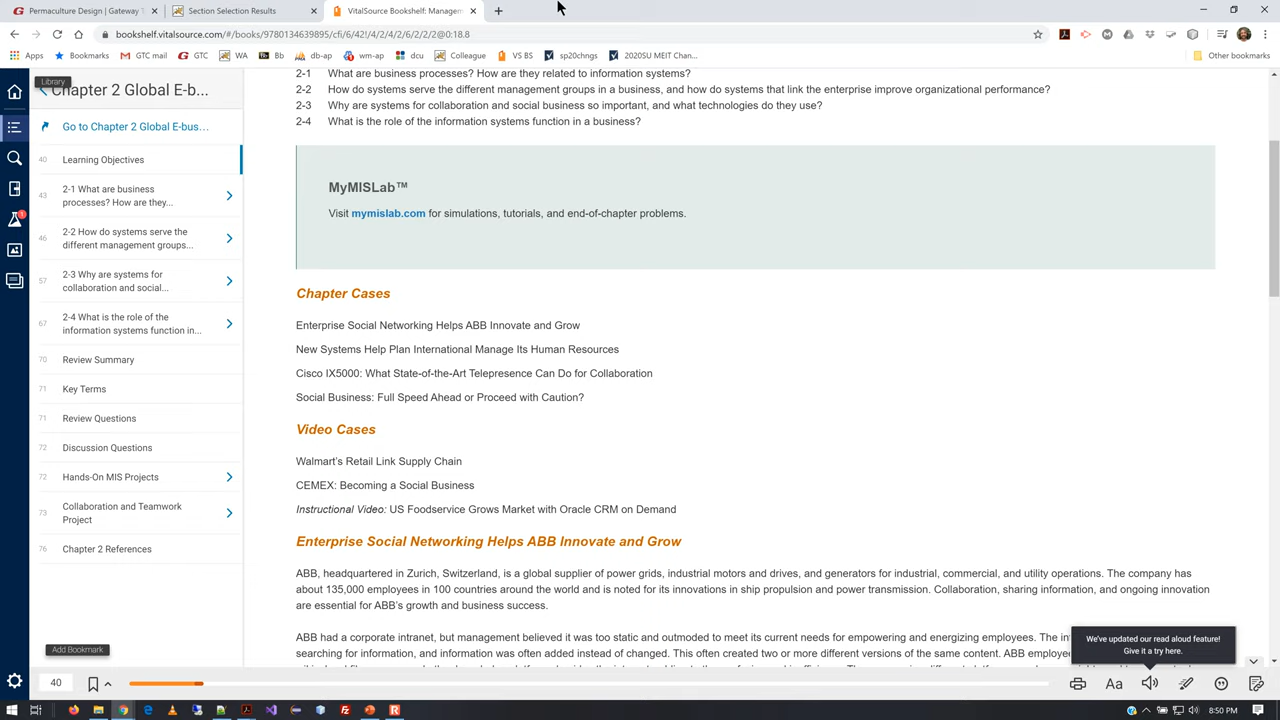 Permaculture Design | Gateway T
Section Selection Results
VitalSource Bookshelf: Managem
bookshelf.vitalsource.com/#/books/9780134639895/cfi/6/42!/4/2/4/2/6/2/2/2@0:18.8
Apps
Bookmarks
GTC mail
GTC
WA
Bb
db-ap
wm-2-ap
dcu
Colleague
VS BS
sp20chngs
2020SU MEIT Chan...
Other bookmarks
Library
Chapter 2 Global E-b...
Go to Chapter 2 Global E-bus...
40 Learning Objectives
43 2-1 What are business
processes? How are they...
46 2-2 How do systems serve the
different management groups...
57 2-3 Why are systems for
collaboration and social...
67 2-4 What is the role of the
information systems function in...
70 Review Summary
71 Key Terms
71 Review Questions
72 Discussion Questions
72 Hands-On MIS Projects
73 Collaboration and Teamwork
Project
76 Chapter 2 References
Add Bookmark
2-1 What are business processes? How are they related to information systems?
2-2 How do systems serve the different management groups in a business, and how do systems that link the enterprise improve organizational performance?
2-3 Why are systems for collaboration and social business so important, and what technologies do they use?
2-4 What is the role of the information systems function in a business?
MyMISLab™
Visit mymislab.com for simulations, tutorials, and end-of-chapter problems.
Chapter Cases
Enterprise Social Networking Helps ABB Innovate and Grow
New Systems Help Plan International Manage Its Human Resources
Cisco IX5000: What State-of-the-Art Telepresence Can Do for Collaboration
Social Business: Full Speed Ahead or Proceed with Caution?
Video Cases
Walmart's Retail Link Supply Chain
CEMEX: Becoming a Social Business
Instructional Video: US Foodservice Grows Market with Oracle CRM on Demand
Enterprise Social Networking Helps ABB Innovate and Grow
ABB, headquartered in Zurich, Switzerland, is a global supplier of power grids, industrial motors and drives, and generators for industrial, commercial, and utility operations. The company has
about 135,000 employees in 100 countries around the world and is noted for its innovations in ship propulsion and power transmission. Collaboration, sharing information, and ongoing innovation
are essential for ABB's growth and business success.
ABB had a corporate intranet, but management believed it was too static and outmoded to meet its current needs for empowering and energizing employees. The in
searching for information, and information was often added instead of changed. This often created two or more different versions of the same content. ABB employe
We've updated our read aloud feature!
Give it a try here.
40
Aa
8:50 PM